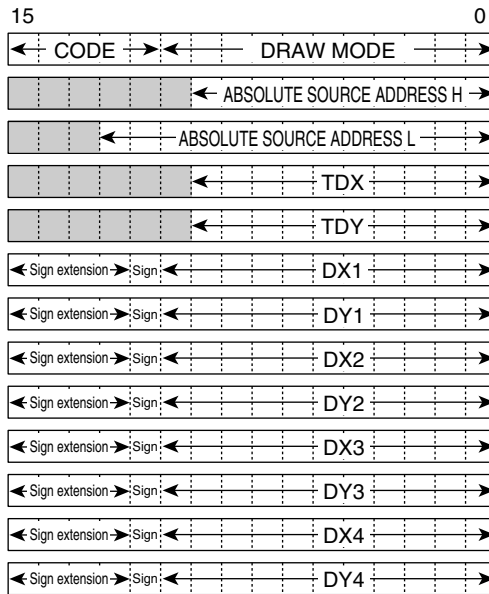 15 0
CODE DRAW MODE
ABSOLUTE SOURCE ADDRESS H
ABSOLUTE SOURCE ADDRESS L
TDX
TDY
Sign extension Sign DX1
Sign extension Sign DY1
Sign extension Sign DX2
Sign extension Sign DY2
Sign extension Sign DX3
Sign extension Sign DY3
Sign extension Sign DX4
Sign extension Sign DY4